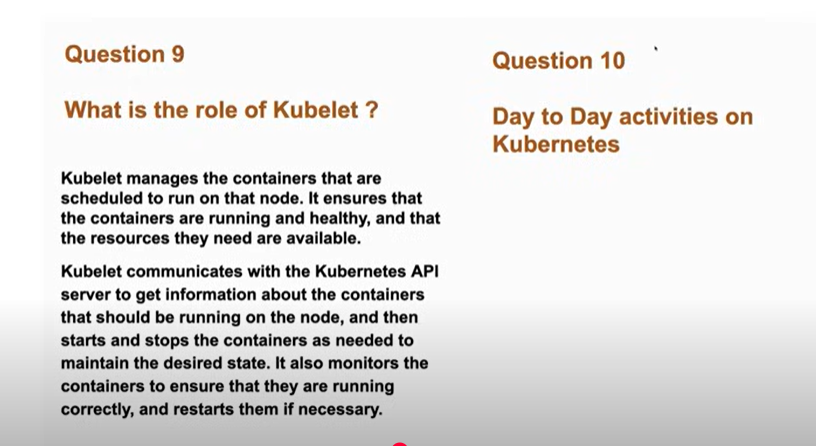 Question 9
What is the role of Kubelet ?
Kubelet manages the containers that are
scheduled to run on that node. It ensures that
the containers are running and healthy, and that
the resources they need are available.
Kubelet communicates with the Kubernetes API
server to get information about the containers
that should be running on the node, and then
starts and stops the containers as needed to
maintain the desired state. It also monitors the
containers to ensure that they are running
correctly, and restarts them if necessary.
Question 10
Day to Day activities on
Kubernetes